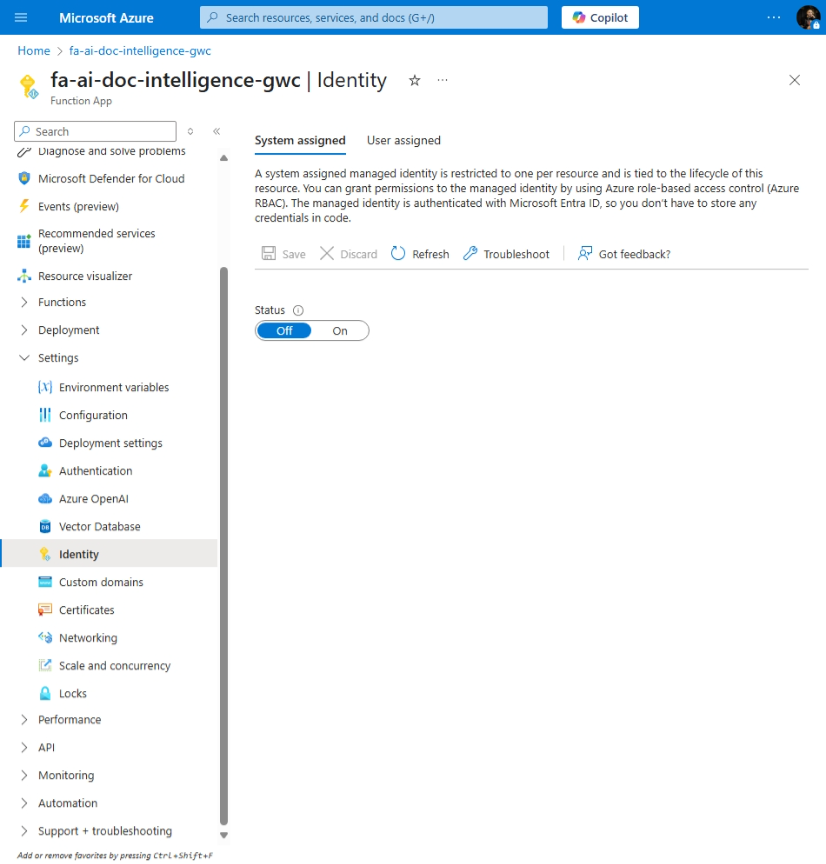 Microsoft Azure
Search resources, services, and docs (G+/)
Copilot
Home > fa-ai-doc-intelligence-gwc
fa-ai-doc-intelligence-gwc | Identity
Function App
Search
Diagnose and solve problems
Microsoft Defender for Cloud
Events (preview)
Recommended services
(preview)
Resource visualizer
Functions
Deployment
Settings
Environment variables
Configuration
Deployment settings
Authentication
Azure OpenAI
Vector Database
Identity
Custom domains
Certificates
Networking
Scale and concurrency
Locks
Performance
API
Monitoring
Automation
Support + troubleshooting
Add or remove favorites by pressing Ctrl+Shift+F
System assigned User assigned
A system assigned managed identity is restricted to one per resource and is tied to the lifecycle of this
resource. You can grant permissions to the managed identity by using Azure role-based access control (Azure
RBAC). The managed identity is authenticated with Microsoft Entra ID, so you don't have to store any
credentials in code.
Save Discard Refresh Troubleshoot Got feedback?
Status
Off On